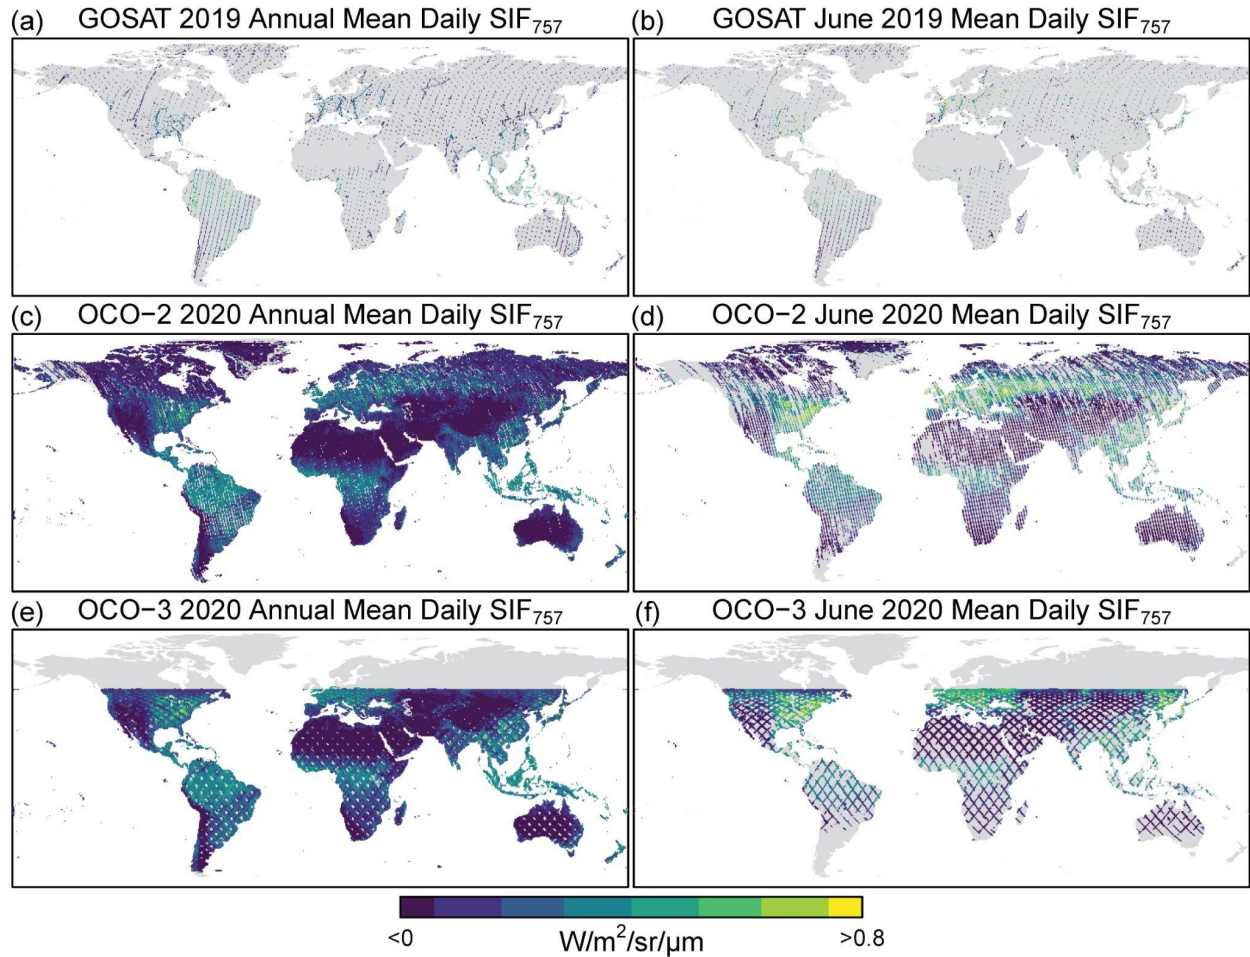 (a) GOSAT 2019 Annual Mean Daily SIF₇₅₇
(b) GOSAT June 2019 Mean Daily SIF₇₅₇
(c) OCO−2 2020 Annual Mean Daily SIF₇₅₇
(d) OCO−2 June 2020 Mean Daily SIF₇₅₇
(e) OCO−3 2020 Annual Mean Daily SIF₇₅₇
(f) OCO−3 June 2020 Mean Daily SIF₇₅₇
<0 W/m²/sr/μm >0.8